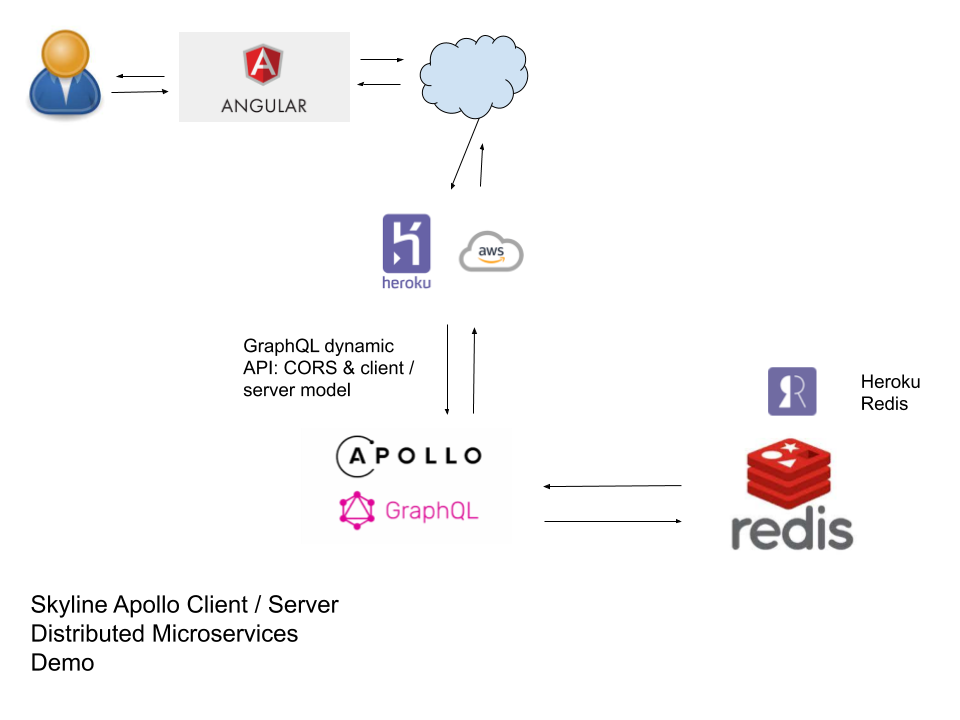 ANGULAR
heroku
aws
GraphQL dynamic
API: CORS & client /
server model
Heroku
Redis
R
APOLLO
GraphQL
redis
Skyline Apollo Client / Server
Distributed Microservices
Demo